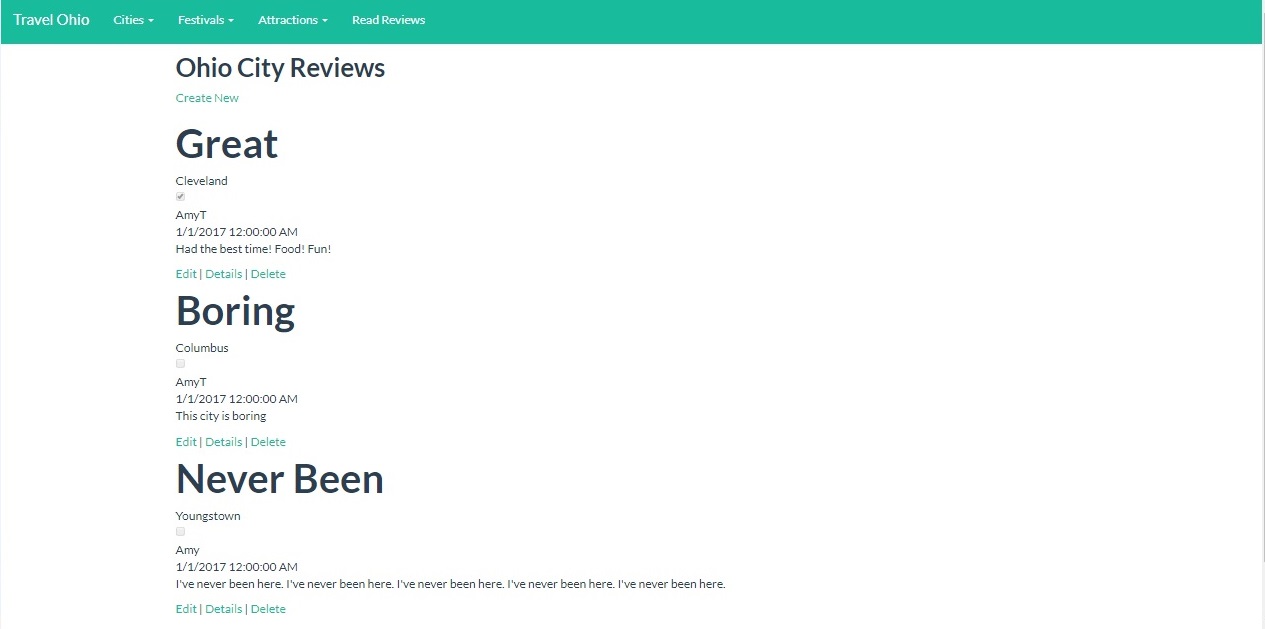 Travel Ohio Cities Festivals Attractions Read Reviews
Ohio City Reviews
Create New
Great
Cleveland
AmyT
1/1/2017 12:00:00 AM
Had the best time! Food! Fun!
Edit | Details | Delete
Boring
Columbus
AmyT
1/1/2017 12:00:00 AM
This city is boring
Edit | Details | Delete
Never Been
Youngstown
Amy
1/1/2017 12:00:00 AM
I've never been here. I've never been here. I've never been here. I've never been here. I've never been here.
Edit | Details | Delete